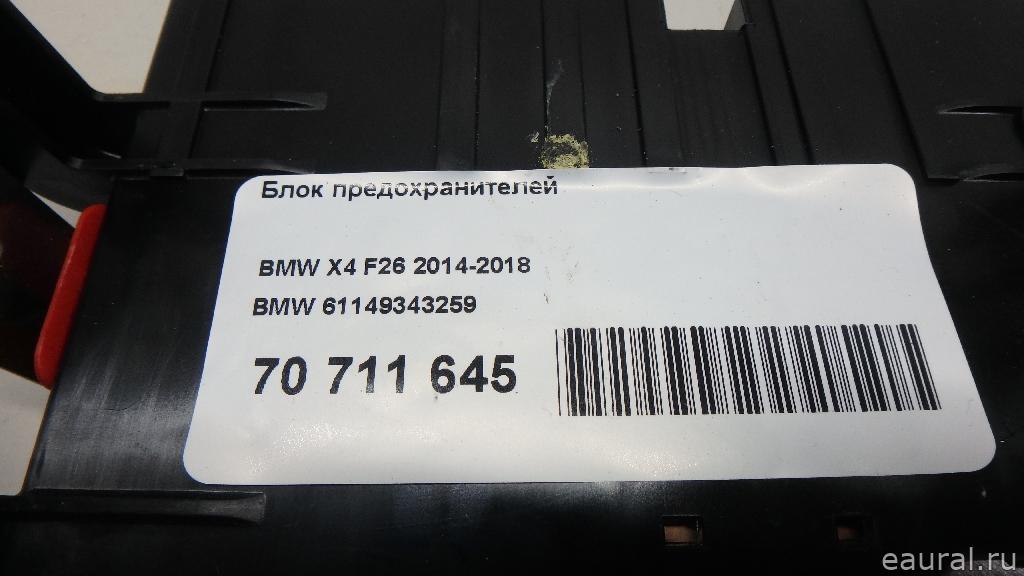 Блок предохранителей
BMW X4 F26 2014-2018
BMW 61149343259
70 711 645
eaural.ru